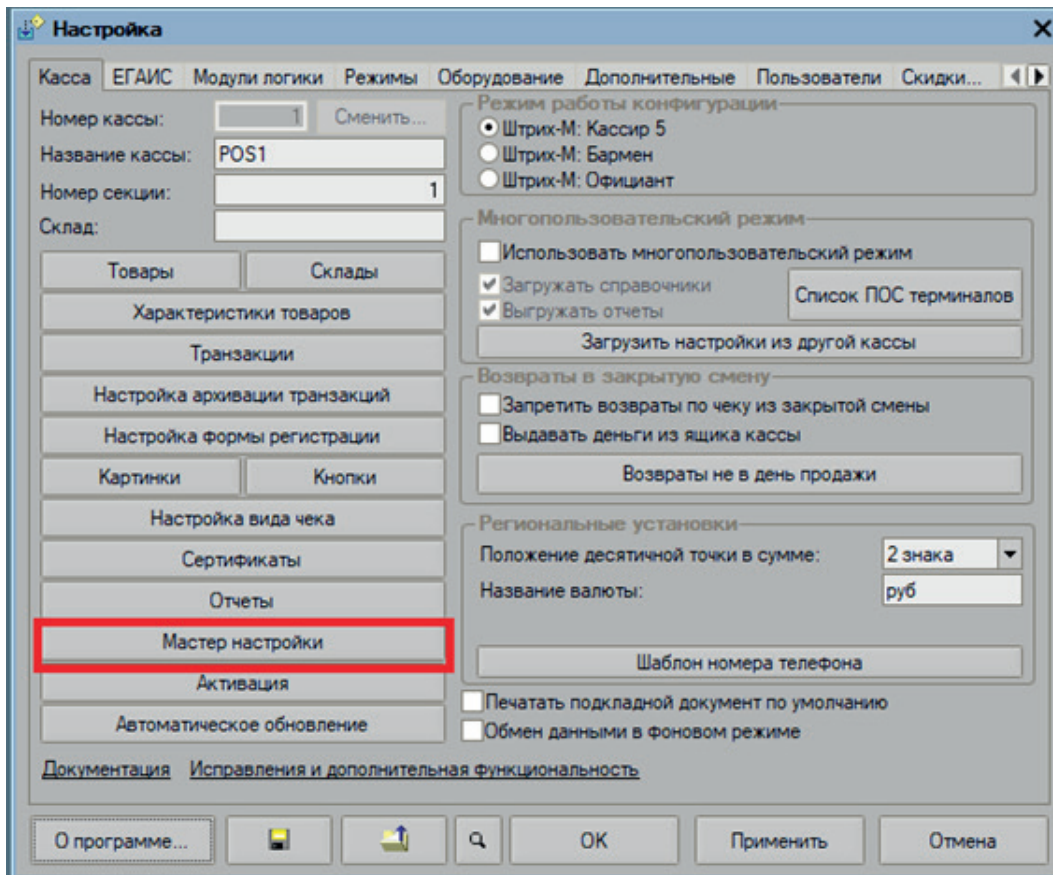 Настройка
Касса ЕГАИС Модули логики Режимы Оборудование Дополнительные Пользователи Скидки...
Номер кассы: 1 Сменить...
Название кассы: POS1
Номер секции: 1
Склад:
Товары Склады
Характеристики товаров
Транзакции
Настройка архивации транзакций
Настройка формы регистрации
Картинки Кнопки
Настройка вида чека
Сертификаты
Отчеты
Мастер настройки
Активация
Автоматическое обновление
Режим работы конфигурации
Штрих-М: Кассир 5
Штрих-М: Бармен
Штрих-М: Официант
Многопользовательский режим
Использовать многопользовательский режим
Загружать справочники
Выгружать отчеты
Список ПОС терминалов
Загрузить настройки из другой кассы
Возвраты в закрытую смену
Запретить возвраты по чеку из закрытой смены
Выдавать деньги из ящика кассы
Возвраты не в день продажи
Региональные установки
Положение десятичной точки в сумме: 2 знака
Название валюты: руб
Шаблон номера телефона
Печатать подкладной документ по умолчанию
Обмен данными в фоновом режиме
Документация Исправления и дополнительная функциональность
О программе... OK Применить Отмена